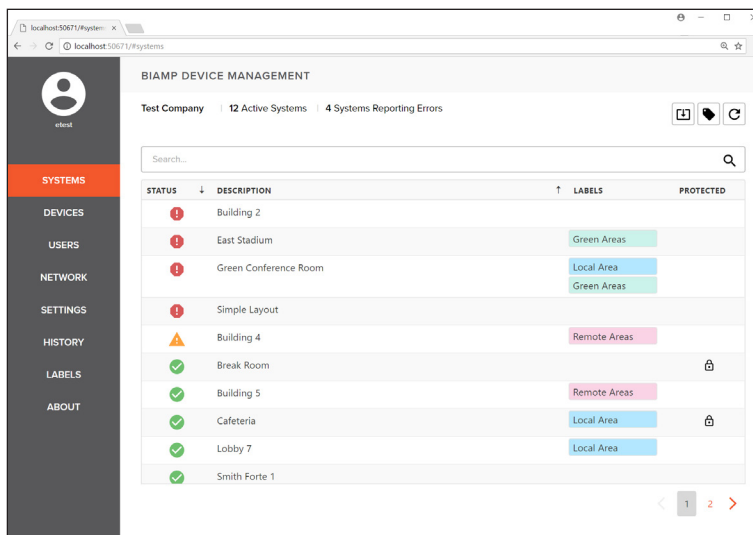 localhost:50671/#system
localhost:50671/#systems
etest
SYSTEMS
DEVICES
USERS
NETWORK
SETTINGS
HISTORY
LABELS
ABOUT
BIAMP DEVICE MANAGEMENT
Test Company 12 Active Systems 4 Systems Reporting Errors
Search...
STATUS DESCRIPTION LABELS PROTECTED
Building 2
East Stadium Green Areas
Green Conference Room Local Area
Green Areas
Simple Layout
Building 4 Remote Areas
Break Room
Building 5 Remote Areas
Cafeteria Local Area
Lobby 7 Local Area
Smith Forte 1
1 2